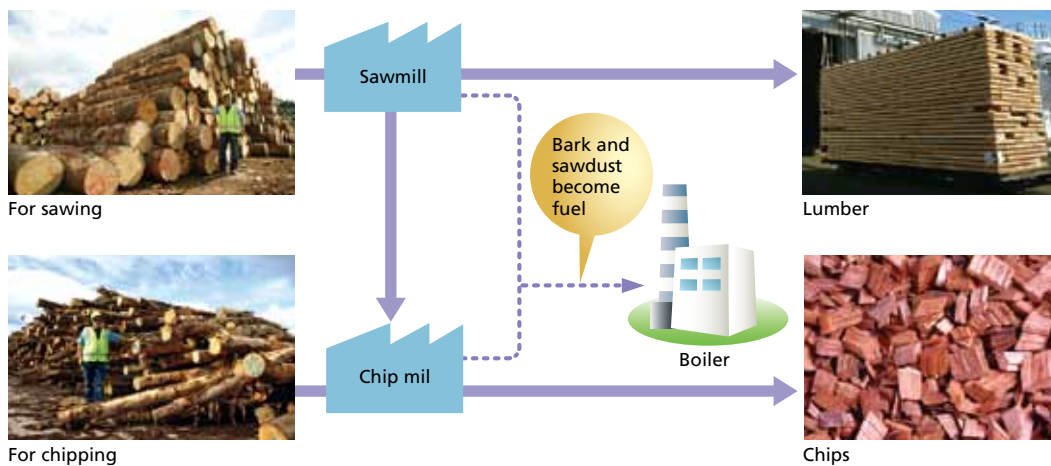 Sawmill
Bark and
sawdust
become
fuel
For sawing
Lumber
Chip mil
Boiler
For chipping
Chips